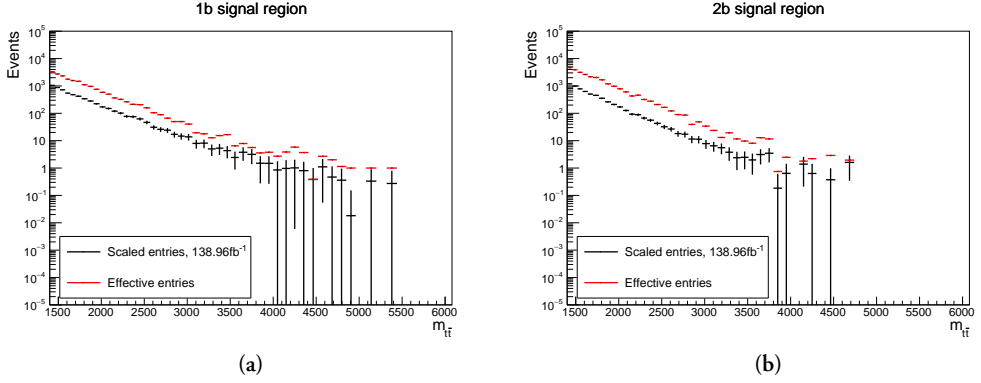 1b signal region
Events
10^5
10^4
10^3
10^2
10
1
10^-1
10^-2
10^-3
10^-4
10^-5
Scaled entries, 138.96fb^-1
Effective entries
1500 2000 2500 3000 3500 4000 4500 5000 5500 6000
m_tt̄
(a)
2b signal region
Events
10^5
10^4
10^3
10^2
10
1
10^-1
10^-2
10^-3
10^-4
10^-5
Scaled entries, 138.96fb^-1
Effective entries
1500 2000 2500 3000 3500 4000 4500 5000 5500 6000
m_tt̄
(b)